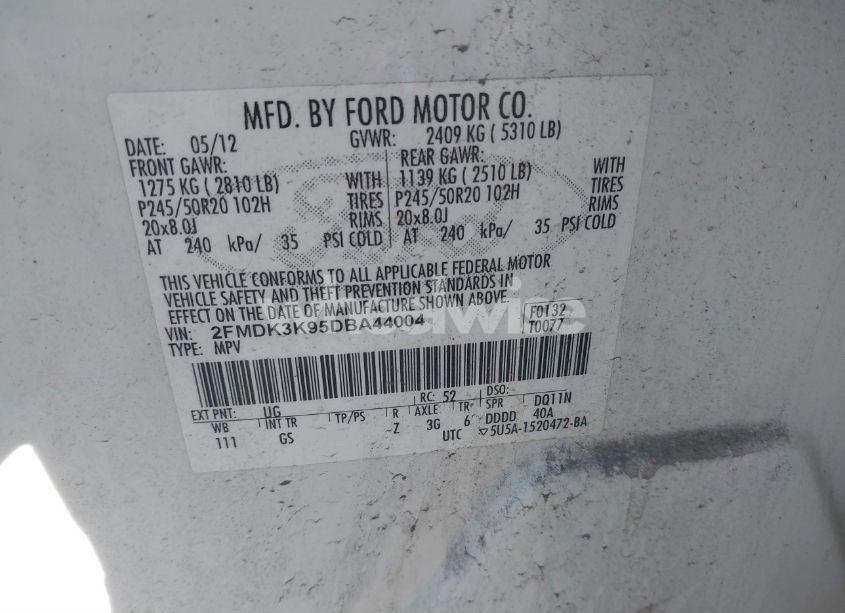 MFD. BY FORD MOTOR CO.
DATE: 05/12 GVWR: 2409 KG ( 5310 LB)
FRONT GAWR: REAR GAWR:
1275 KG ( 2810 LB) WITH 1139 KG ( 2510 LB) WITH
P245/50R20 102H TIRES P245/50R20 102H TIRES
20x8.0J RIMS 20x8.0J RIMS
AT 240 kPa/ 35 PSI COLD AT 240 kPa/ 35 PSI COLD
THIS VEHICLE CONFORMS TO ALL APPLICABLE FEDERAL MOTOR
VEHICLE SAFETY AND THEFT PREVENTION STANDARDS IN
EFFECT ON THE DATE OF MANUFACTURE SHOWN ABOVE
VIN: 2FMDK3K95DBA44004 F0132
TYPE: MPV T0077
EXT PNT: UG RC: 52 DSO:
WB INT TR TP/PS R AXLE TR SPR DQ11N
111 GS Z 3G 6 DDDD 40A
UTC 5U5A-1520472-BA